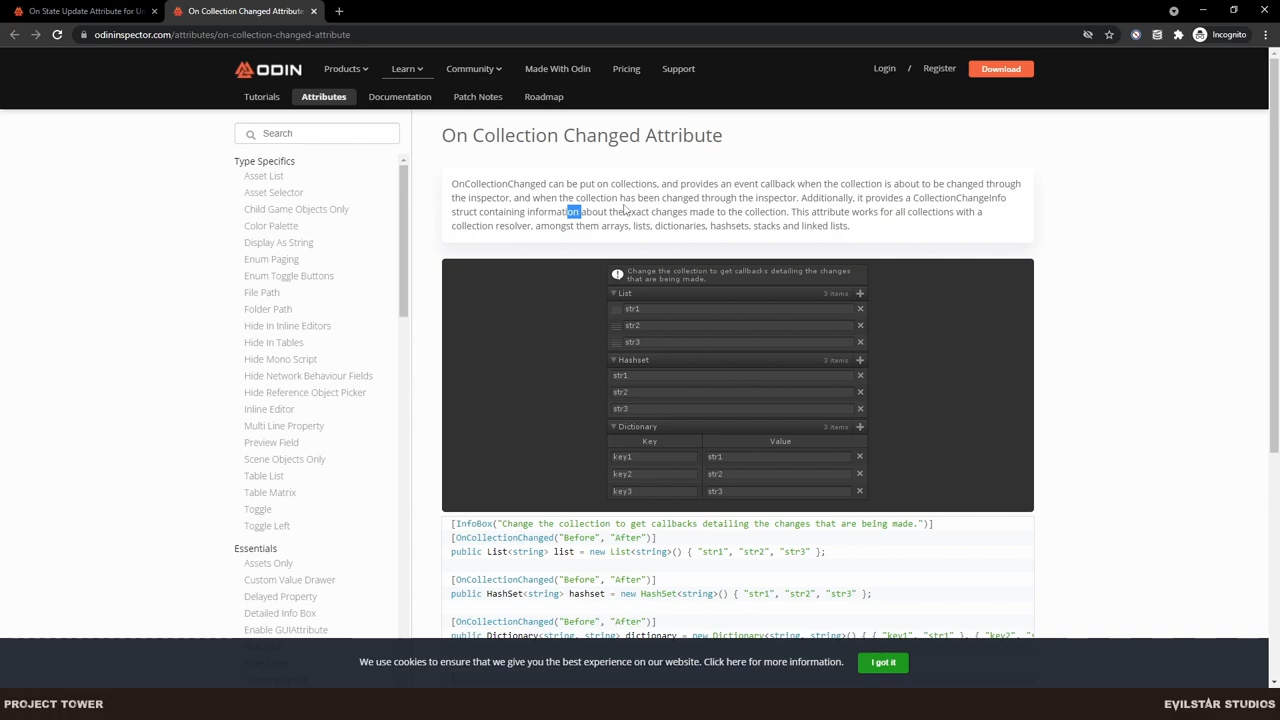 On State Update Attribute for U
On Collection Changed Attribute
odininspector.com/attributes/on-collection-changed-attribute
Incognito
ODIN
Products
Learn
Community
Made With Odin
Pricing
Support
Login / Register
Download
Tutorials
Attributes
Documentation
Patch Notes
Roadmap
Search
Type Specifics
Asset List
Asset Selector
Child Game Objects Only
Color Palette
Display As String
Enum Paging
Enum Toggle Buttons
File Path
Folder Path
Hide In Inline Editors
Hide In Tables
Hide Mono Script
Hide Network Behaviour Fields
Hide Reference Object Picker
Inline Editor
Multi Line Property
Preview Field
Scene Objects Only
Table List
Table Matrix
Toggle
Toggle Left
Essentials
Assets Only
Custom Value Drawer
Delayed Property
Detailed Info Box
Enable GUIAttribute
On Collection Changed Attribute
OnCollectionChanged can be put on collections, and provides an event callback when the collection is about to be changed through
the inspector, and when the collection has been changed through the inspector. Additionally, it provides a CollectionChangeInfo
struct containing information about the exact changes made to the collection. This attribute works for all collections with a
collection resolver, amongst them arrays, lists, dictionaries, hashsets, stacks and linked lists.
Change the collection to get callbacks detailing the changes
that are being made.
List 3 items
str1
str2
str3
Hashset 3 items
str1
str2
str3
Dictionary 3 items
Key Value
key1 str1
key2 str2
key3 str3
[InfoBox("Change the collection to get callbacks detailing the changes that are being made.")]
[OnCollectionChanged("Before", "After")]
public List<string> list = new List<string>() { "str1", "str2", "str3" };
[OnCollectionChanged("Before", "After")]
public HashSet<string> hashset = new HashSet<string>() { "str1", "str2", "str3" };
[OnCollectionChanged("Before", "After")]
public Dictionary<string, string> dictionary = new Dictionary<string, string>() { { "key1", "str1" }, { "key2", "s
We use cookies to ensure that we give you the best experience on our website. Click here for more information.
I got it
PROJECT TOWER
EVILSTAR STUDIOS